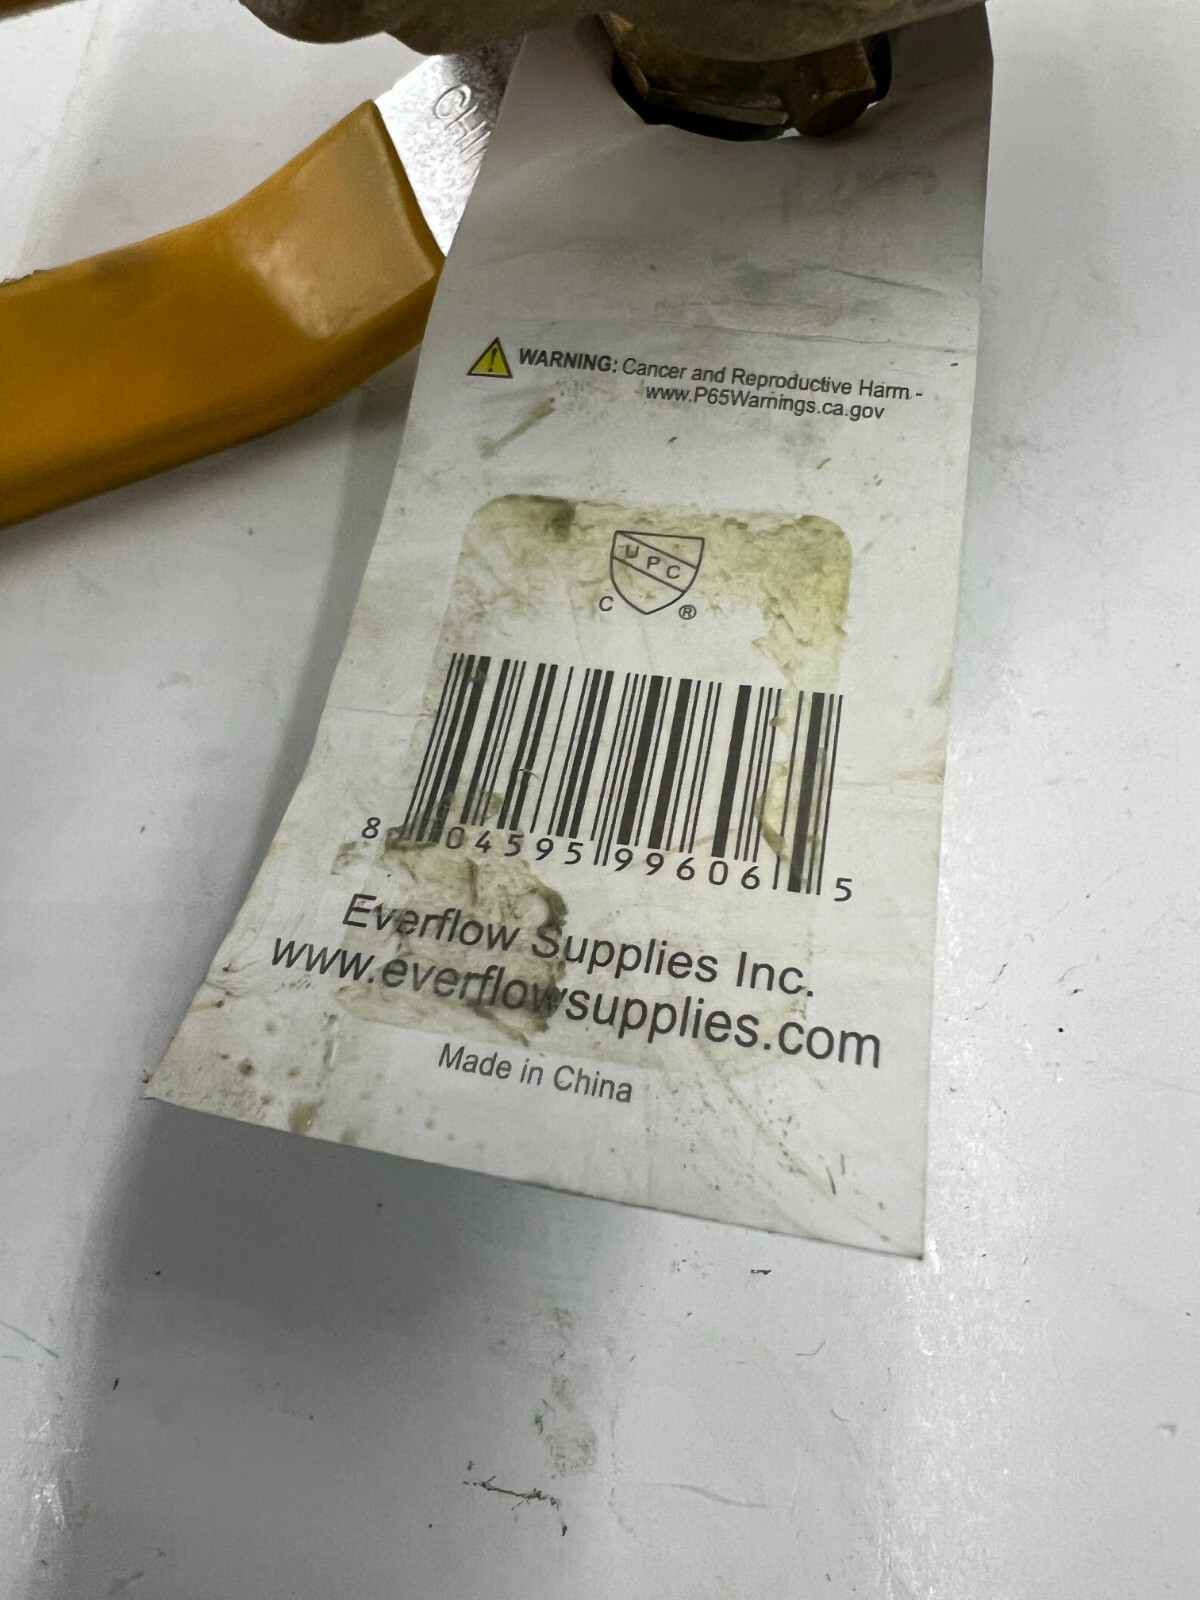 WARNING: Cancer and Reproductive Harm -
www.P65Warnings.ca.gov
UPC
C ®
8 04595 99606 5
Everflow Supplies Inc.
www.everflowsupplies.com
Made in China